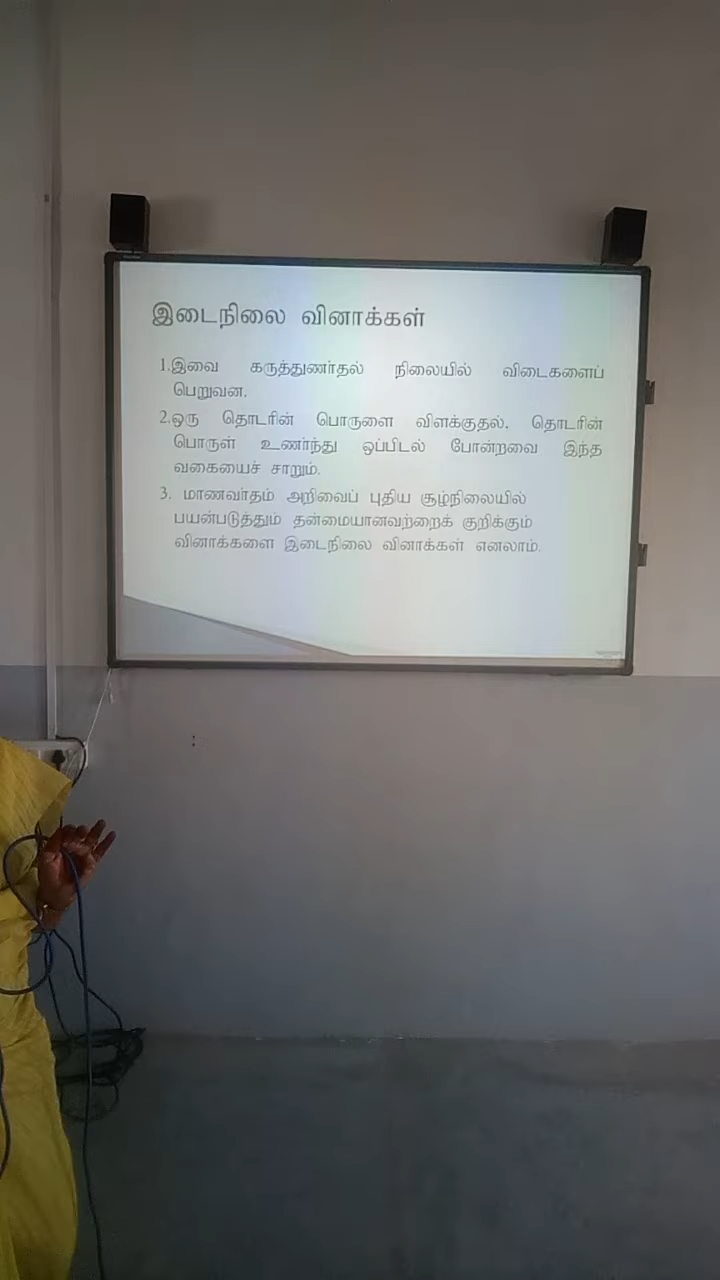 இடைநிலை வினாக்கள்
1.இவை கருத்துணர்தல் நிலையில் விடைகளைப்
பெறுவன.
2.ஒரு தொடரின் பொருளை விளக்குதல், தொடரின்
பொருள் உணர்ந்து ஒப்பிடல் போன்றவை இந்த
வகையைச் சாறும்.
3. மாணவர்தம் அறிவைப் புதிய சூழ்நிலையில்
பயன்படுத்தும் தன்மையானவற்றைக் குறிக்கும்
வினாக்களை இடைநிலை வினாக்கள் எனலாம்.